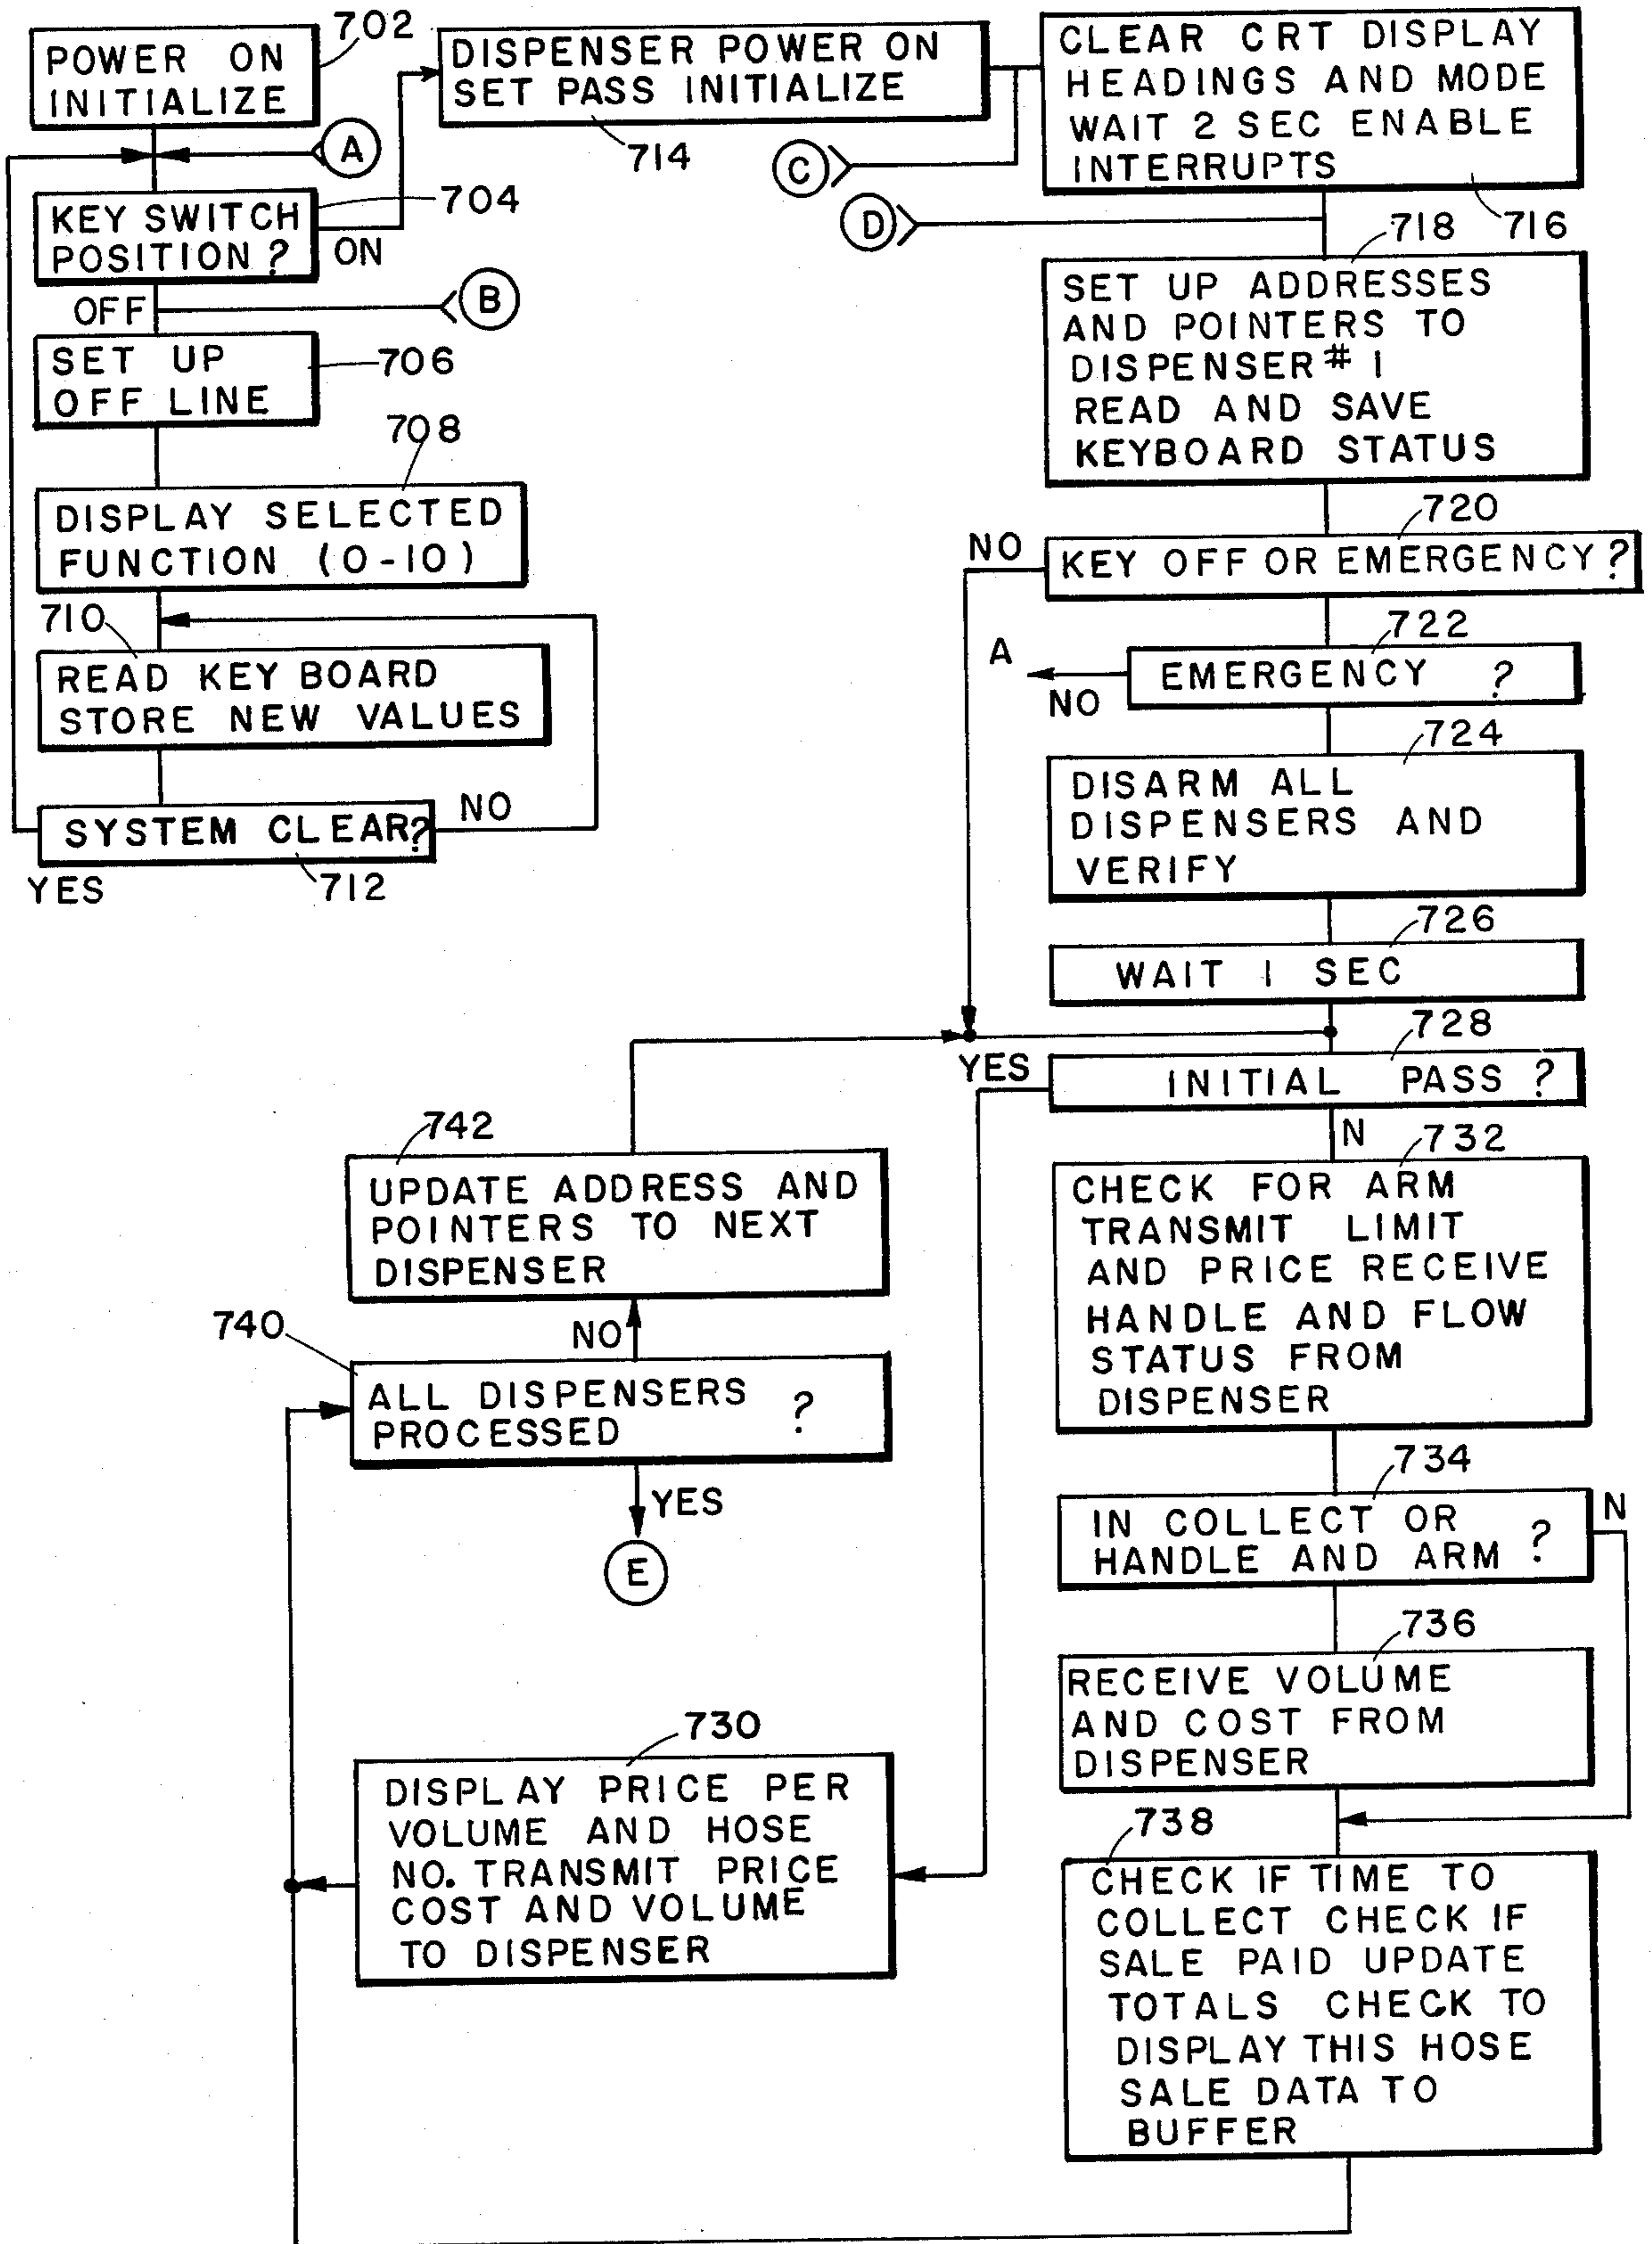 POWER ON
INITIALIZE
702
A
KEY SWITCH
POSITION?
704
ON
OFF
B
SET UP
OFF LINE
706
708
DISPLAY SELECTED
FUNCTION (0-10)
710
READ KEY BOARD
STORE NEW VALUES
SYSTEM CLEAR?
NO
YES
712
DISPENSER POWER ON
SET PASS INITIALIZE
714
C
D
CLEAR CRT DISPLAY
HEADINGS AND MODE
WAIT 2 SEC ENABLE
INTERRUPTS
716
718
SET UP ADDRESSES
AND POINTERS TO
DISPENSER # 1
READ AND SAVE
KEYBOARD STATUS
720
NO
KEY OFF OR EMERGENCY?
722
A
NO
EMERGENCY ?
724
DISARM ALL
DISPENSERS AND
VERIFY
726
WAIT 1 SEC
728
YES
INITIAL PASS ?
N
732
CHECK FOR ARM
TRANSMIT LIMIT
AND PRICE RECEIVE
HANDLE AND FLOW
STATUS FROM
DISPENSER
734
IN COLLECT OR
HANDLE AND ARM ?
N
736
RECEIVE VOLUME
AND COST FROM
DISPENSER
738
CHECK IF TIME TO
COLLECT CHECK IF
SALE PAID UPDATE
TOTALS CHECK TO
DISPLAY THIS HOSE
SALE DATA TO
BUFFER
742
UPDATE ADDRESS AND
POINTERS TO NEXT
DISPENSER
740
NO
ALL DISPENSERS
PROCESSED ?
YES
E
730
DISPLAY PRICE PER
VOLUME AND HOSE
NO. TRANSMIT PRICE
COST AND VOLUME
TO DISPENSER